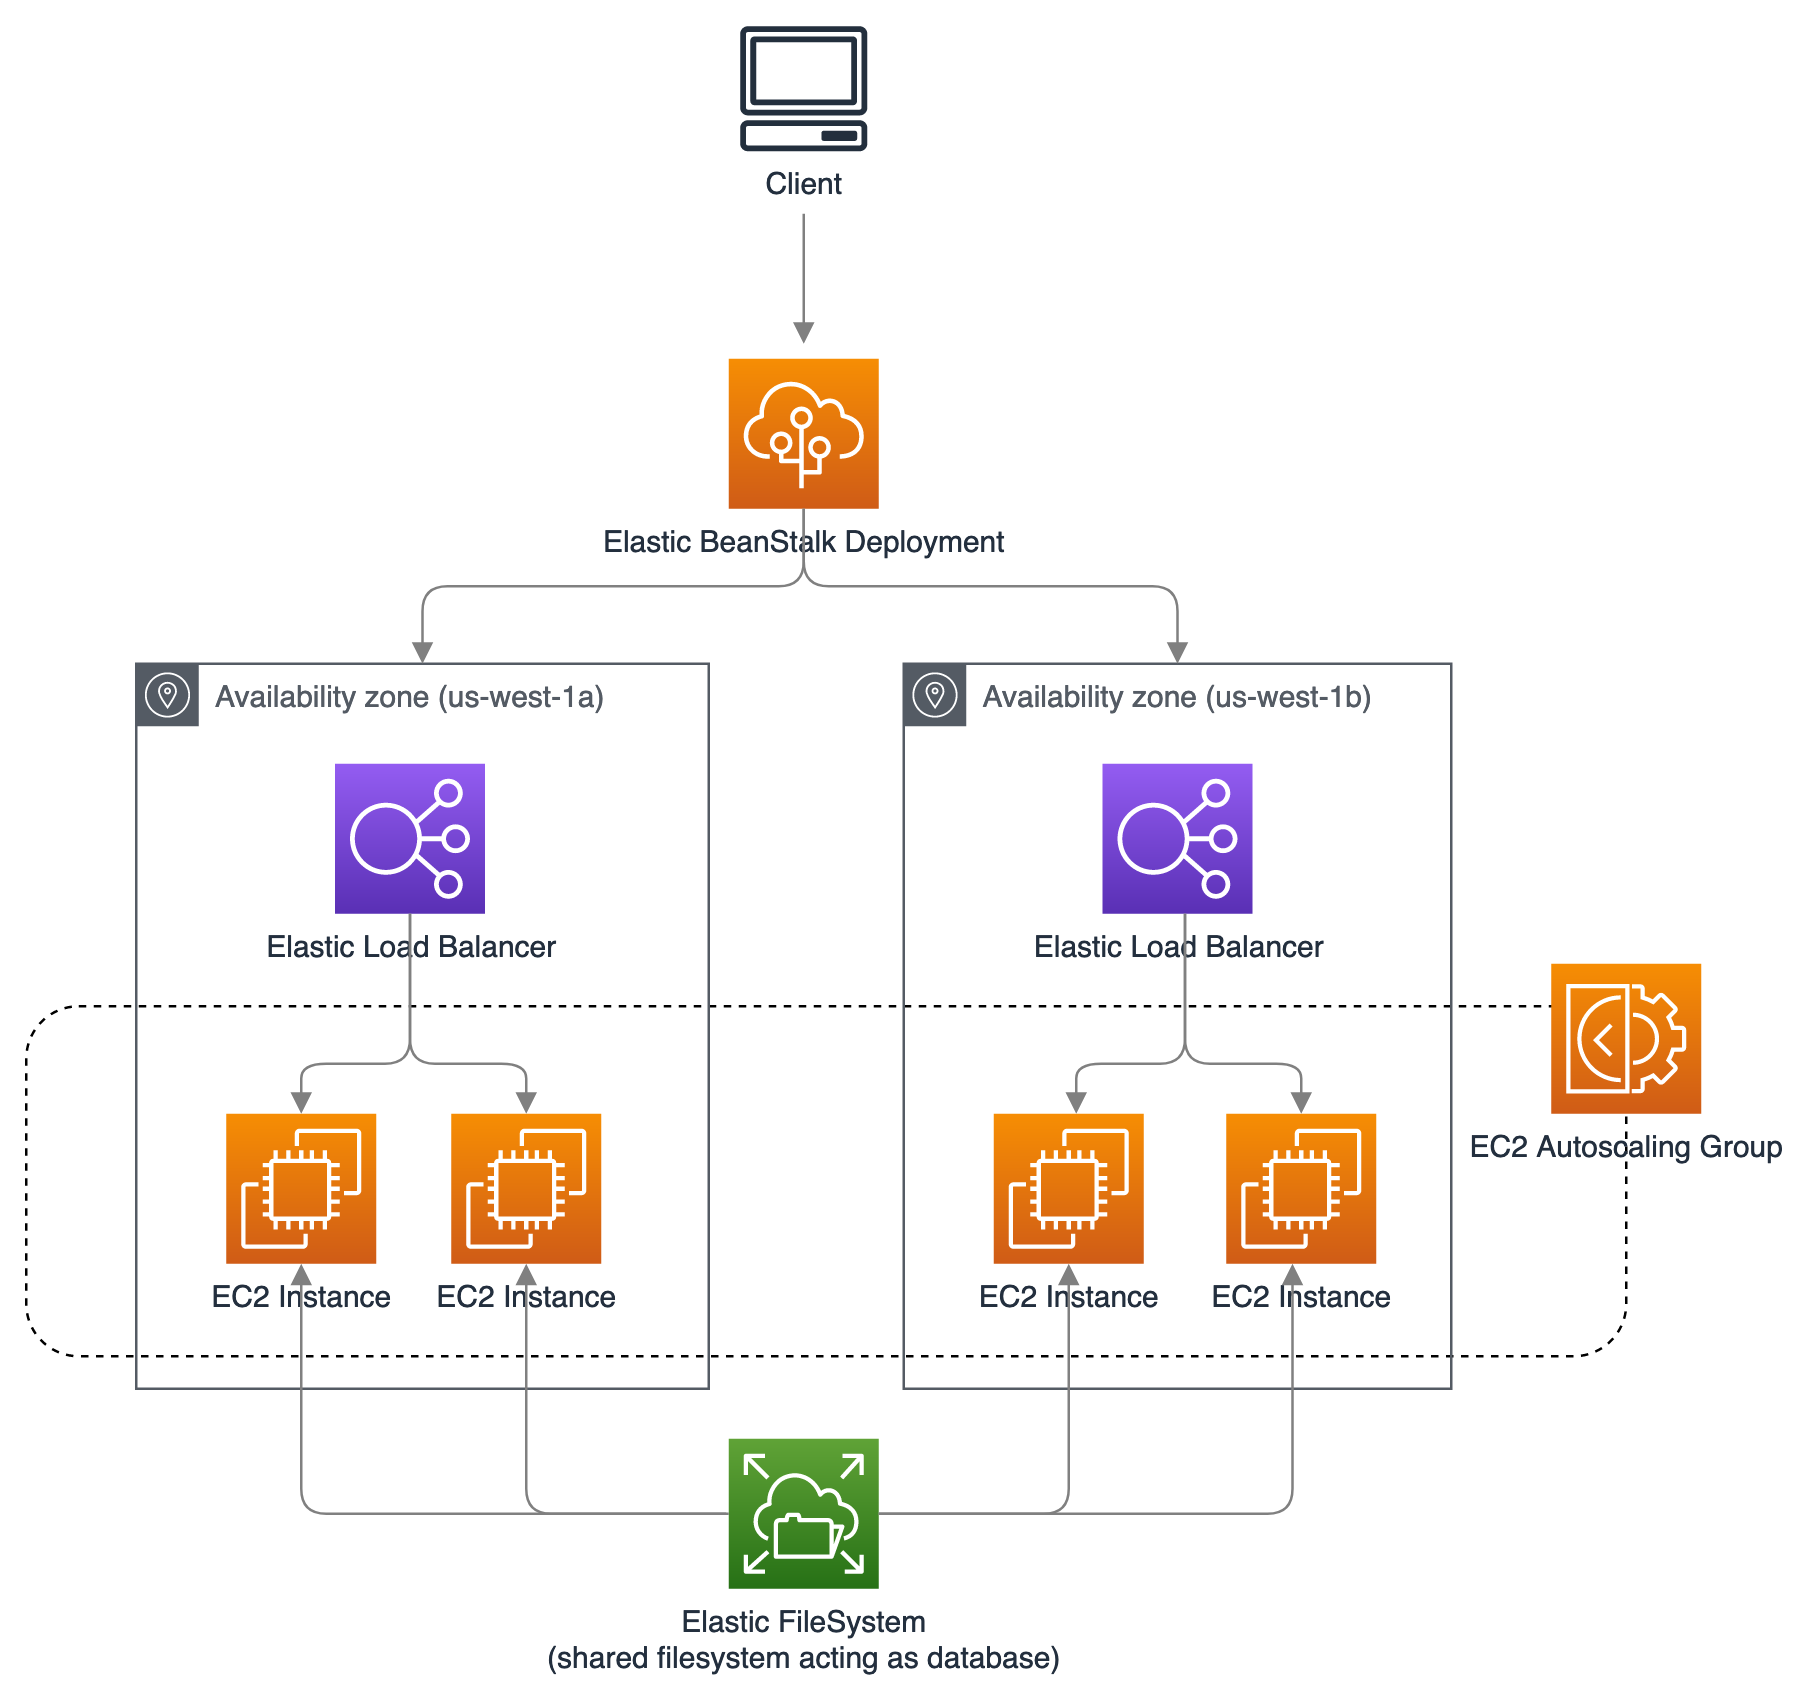 Client
Elastic BeanStalk Deployment
Availability zone (us-west-1a)
Availability zone (us-west-1b)
Elastic Load Balancer
Elastic Load Balancer
EC2 Autoscaling Group
EC2 Instance
EC2 Instance
EC2 Instance
EC2 Instance
Elastic FileSystem
(shared filesystem acting as database)